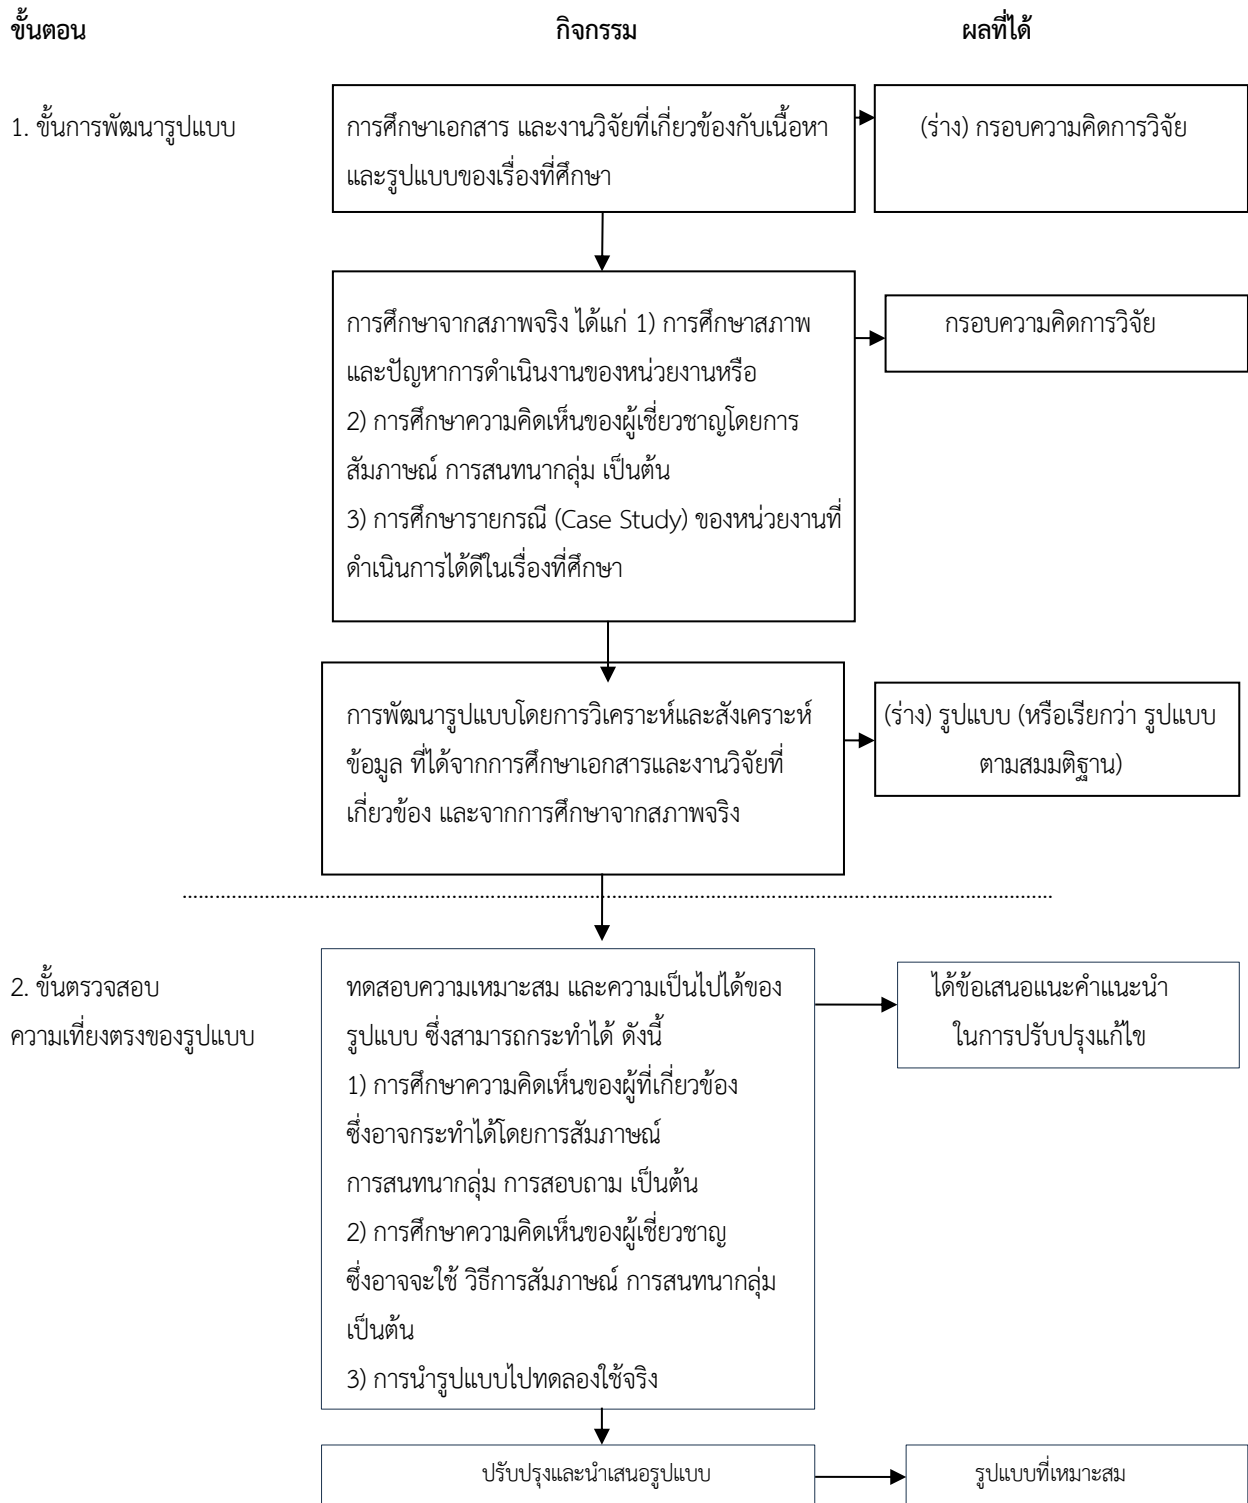 ขั้นตอน กิจกรรม ผลที่ได้
1. ขั้นการพัฒนารูปแบบ
การศึกษาเอกสาร และงานวิจัยที่เกี่ยวข้องกับเนื้อหา
และรูปแบบของเรื่องที่ศึกษา
(ร่าง) กรอบความคิดการวิจัย
การศึกษาจากสภาพจริง ได้แก่ 1) การศึกษาสภาพ
และปัญหาการดำเนินงานของหน่วยงานหรือ
2) การศึกษาความคิดเห็นของผู้เชี่ยวชาญโดยการ
สัมภาษณ์ การสนทนากลุ่ม เป็นต้น
3) การศึกษารายกรณี (Case Study) ของหน่วยงานที่
ดำเนินการได้ดีในเรื่องที่ศึกษา
กรอบความคิดการวิจัย
การพัฒนารูปแบบโดยการวิเคราะห์และสังเคราะห์
ข้อมูล ที่ได้จากการศึกษาเอกสารและงานวิจัยที่
เกี่ยวข้อง และจากการศึกษาจากสภาพจริง
(ร่าง) รูปแบบ (หรือเรียกว่า รูปแบบ
ตามสมมติฐาน)
2. ขั้นตรวจสอบ
ความเที่ยงตรงของรูปแบบ
ทดสอบความเหมาะสม และความเป็นไปได้ของ
รูปแบบ ซึ่งสามารถกระทำได้ ดังนี้
1) การศึกษาความคิดเห็นของผู้ที่เกี่ยวข้อง
ซึ่งอาจกระทำได้โดยการสัมภาษณ์
การสนทนากลุ่ม การสอบถาม เป็นต้น
2) การศึกษาความคิดเห็นของผู้เชี่ยวชาญ
ซึ่งอาจจะใช้ วิธีการสัมภาษณ์ การสนทนากลุ่ม
เป็นต้น
3) การนำรูปแบบไปทดลองใช้จริง
ได้ข้อเสนอแนะคำแนะนำ
ในการปรับปรุงแก้ไข
ปรับปรุงและนำเสนอรูปแบบ
รูปแบบที่เหมาะสม